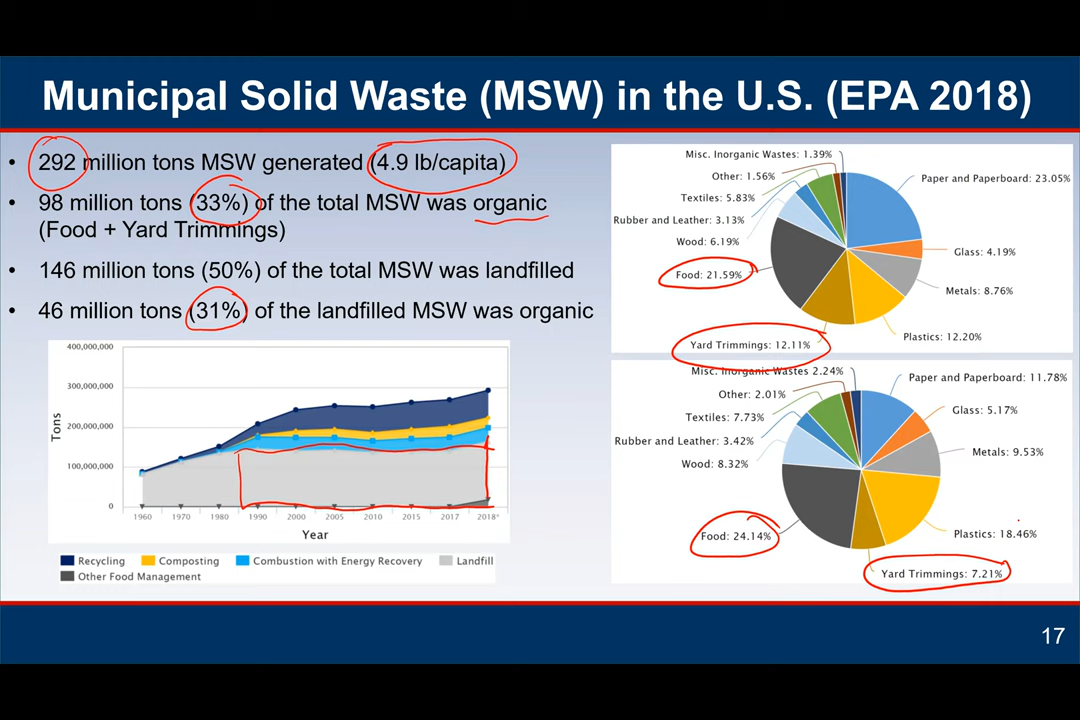 Municipal Solid Waste (MSW) in the U.S. (EPA 2018)
• 292 million tons MSW generated (4.9 lb/capita)
• 98 million tons (33%) of the total MSW was organic
(Food + Yard Trimmings)
• 146 million tons (50%) of the total MSW was landfilled
• 46 million tons (31%) of the landfilled MSW was organic
400,000,000
300,000,000
200,000,000
100,000,000
0
Tons
1960 1970 1980 1990 2000 2005 2010 2015 2017 2018*
Year
Recycling Composting Combustion with Energy Recovery Landfill
Other Food Management
Misc. Inorganic Wastes: 1.39%
Other: 1.56%
Textiles: 5.83%
Rubber and Leather: 3.13%
Wood: 6.19%
Food: 21.59%
Yard Trimmings: 12.11%
Paper and Paperboard: 23.05%
Glass: 4.19%
Metals: 8.76%
Plastics: 12.20%
Misc. Inorganic Wastes 2.24%
Other: 2.01%
Textiles: 7.73%
Rubber and Leather: 3.42%
Wood: 8.32%
Food: 24.14%
Yard Trimmings: 7.21%
Paper and Paperboard: 11.78%
Glass: 5.17%
Metals: 9.53%
Plastics: 18.46%
17